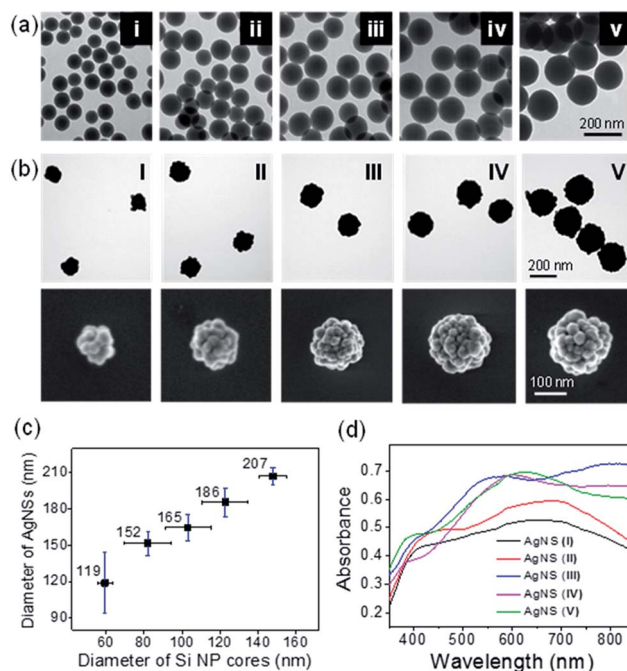 (a)
i
ii
iii
iv
v
200 nm
(b)
I
II
III
IV
V
200 nm
100 nm
(c)
Diameter of AgNSs (nm)
210
180
150
120
90
119
152
165
186
207
60 80 100 120 140 160
Diameter of Si NP cores (nm)
(d)
Absorbance
0.7
0.6
0.5
0.4
0.3
0.2
AgNS (I)
AgNS (II)
AgNS (III)
AgNS (IV)
AgNS (V)
400 500 600 700 800
Wavelength (nm)